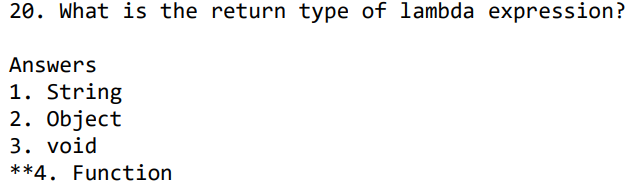 20. What is the return type of lambda expression?
Answers
1. String
2. Object
3. void
**4. Function